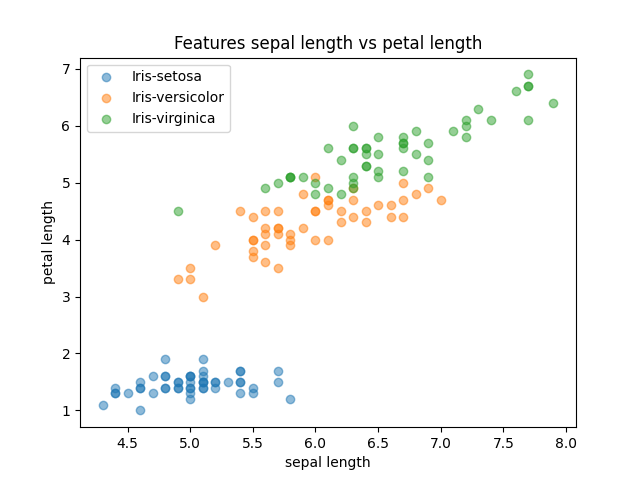 Features sepal length vs petal length
Iris-setosa
Iris-versicolor
Iris-virginica
7
6
5
4
3
2
1
petal length
4.5 5.0 5.5 6.0 6.5 7.0 7.5 8.0
sepal length